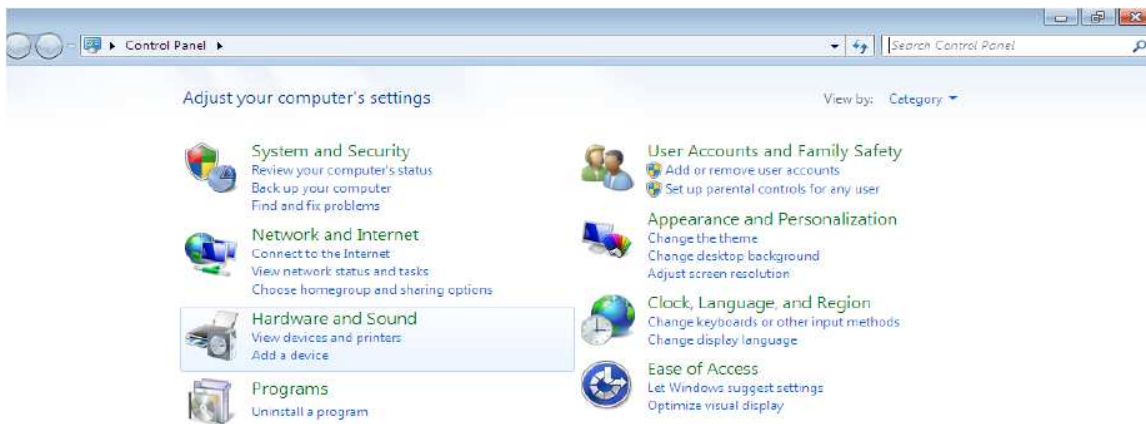 Control Panel
Search Control Panel
Adjust your computer's settings
View by: Category
System and Security
Review your computer's status
Back up your computer
Find and fix problems
Network and Internet
Connect to the Internet
View network status and tasks
Choose homegroup and sharing options
Hardware and Sound
View devices and printers
Add a device
Programs
Uninstall a program
User Accounts and Family Safety
Add or remove user accounts
Set up parental controls for any user
Appearance and Personalization
Change the theme
Change desktop background
Adjust screen resolution
Clock, Language, and Region
Change keyboards or other input methods
Change display language
Ease of Access
Let Windows suggest settings
Optimize visual display